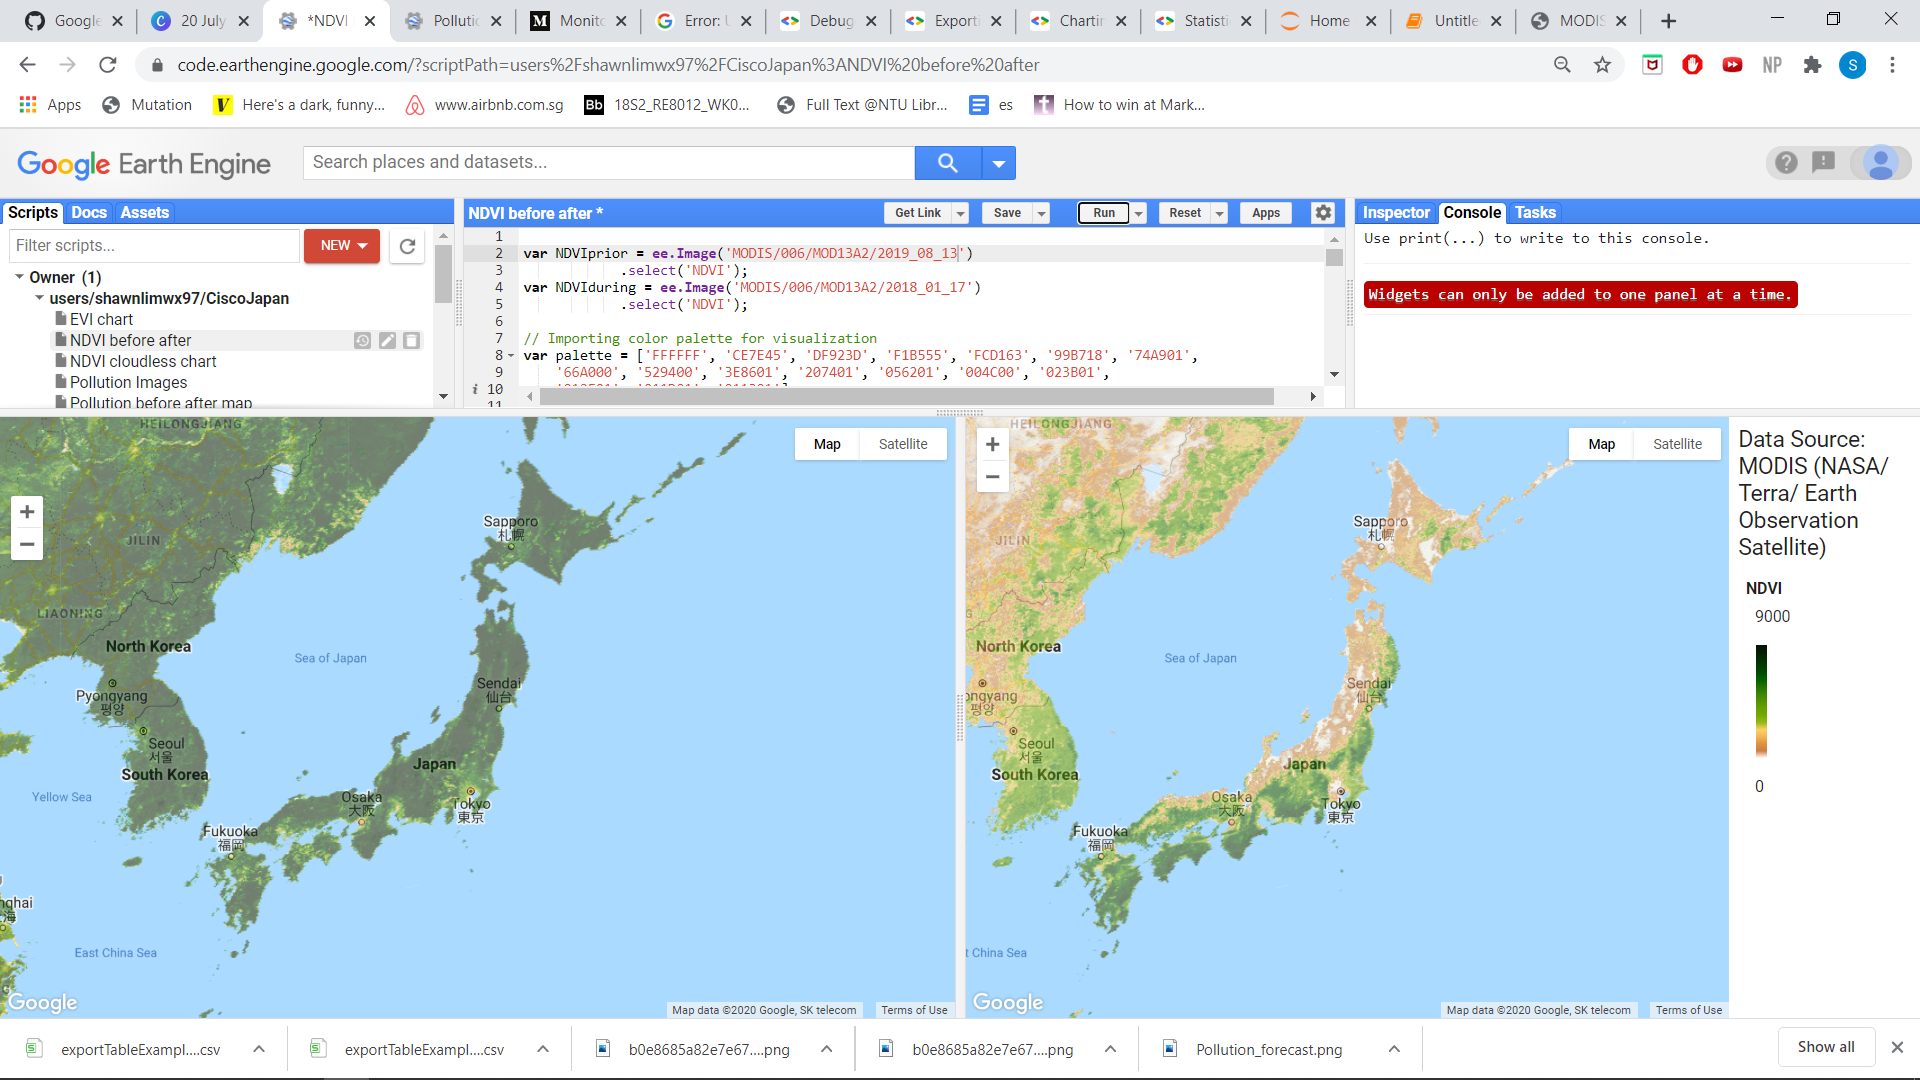 Google
20 July
*NDVI
Pollutio
Monito
Error: U
Debug
Exporti
Chartin
Statisti
Home
Untitle
MODIS
code.earthengine.google.com/?scriptPath=users%2Fshawnlimwx97%2FCiscoJapan%3ANDVI%20before%20after
NP
S
Apps
Mutation
Here's a dark, funny...
www.airbnb.com.sg
Bb
18S2_RE8012_WK0...
Full Text @NTU Libr...
es
How to win at Mark...
Google Earth Engine
Search places and datasets...
Scripts
Docs
Assets
NDVI before after *
Get Link
Save
Run
Reset
Apps
Inspector
Console
Tasks
Filter scripts...
NEW
Owner (1)
users/shawnlimwx97/CiscoJapan
EVI chart
NDVI before after
NDVI cloudless chart
Pollution Images
Pollution before after map
1
2 var NDVIprior = ee.Image('MODIS/006/MOD13A2/2019_08_13')
3 .select('NDVI');
4 var NDVIduring = ee.Image('MODIS/006/MOD13A2/2018_01_17')
5 .select('NDVI');
6
7 // Importing color palette for visualization
8 var palette = ['FFFFFF', 'CE7E45', 'DF923D', 'F1B555', 'FCD163', '99B718', '74A901',
9 '66A000', '529400', '3E8601', '207401', '056201', '004C00', '023B01',
i 10
11
Use print(...) to write to this console.
Widgets can only be added to one panel at a time.
HEILONGJIANG
Map
Satellite
Sapporo
札幌
JILIN
LIAONING
North Korea
Sea of Japan
Pyongyang
평양
Sendai
仙台
Seoul
서울
South Korea
Japan
Yellow Sea
Osaka
大阪
Tokyo
東京
Fukuoka
福岡
nghai
海
East China Sea
Google
Map data ©2020 Google, SK telecom
Terms of Use
HEILONGJIANG
Map
Satellite
Sapporo
札幌
JILIN
North Korea
Sea of Japan
ongyang
평양
Sendai
仙台
Seoul
서울
South Korea
Japan
Osaka
大阪
Tokyo
東京
Fukuoka
福岡
t China Sea
Google
Map data ©2020 Google, SK telecom
Terms of Use
Data Source:
MODIS (NASA/
Terra/ Earth
Observation
Satellite)
NDVI
9000
0
exportTableExampl....csv
exportTableExampl....csv
b0e8685a82e7e67....png
b0e8685a82e7e67....png
Pollution_forecast.png
Show all